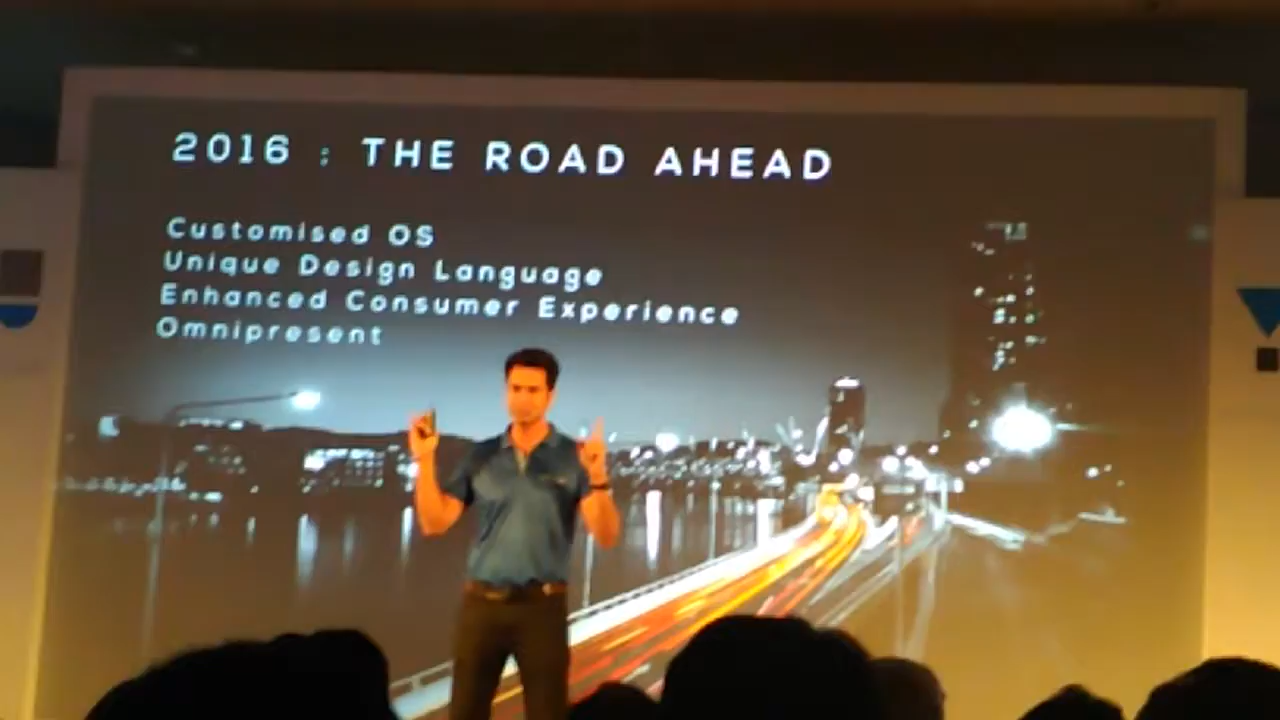 2016 : THE ROAD AHEAD
Customised OS
Unique Design Language
Enhanced Consumer Experience
Omnipresent